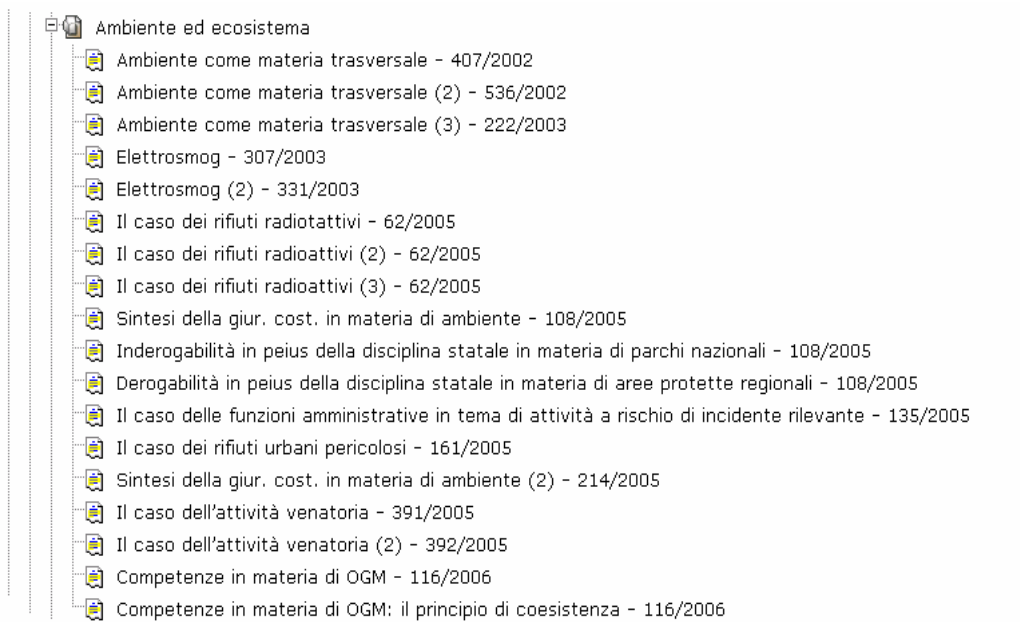 Ambiente ed ecosistema
Ambiente come materia trasversale - 407/2002
Ambiente come materia trasversale (2) - 536/2002
Ambiente come materia trasversale (3) - 222/2003
Elettrosmog - 307/2003
Elettrosmog (2) - 331/2003
Il caso dei rifiuti radiotattivi - 62/2005
Il caso dei rifiuti radioattivi (2) - 62/2005
Il caso dei rifiuti radioattivi (3) - 62/2005
Sintesi della giur. cost. in materia di ambiente - 108/2005
Inderogabilità in peius della disciplina statale in materia di parchi nazionali - 108/2005
Derogabilità in peius della disciplina statale in materia di aree protette regionali - 108/2005
Il caso delle funzioni amministrative in tema di attività a rischio di incidente rilevante - 135/2005
Il caso dei rifiuti urbani pericolosi - 161/2005
Sintesi della giur. cost. in materia di ambiente (2) - 214/2005
Il caso dell'attività venatoria - 391/2005
Il caso dell'attività venatoria (2) - 392/2005
Competenze in materia di OGM - 116/2006
Competenze in materia di OGM: il principio di coesistenza - 116/2006